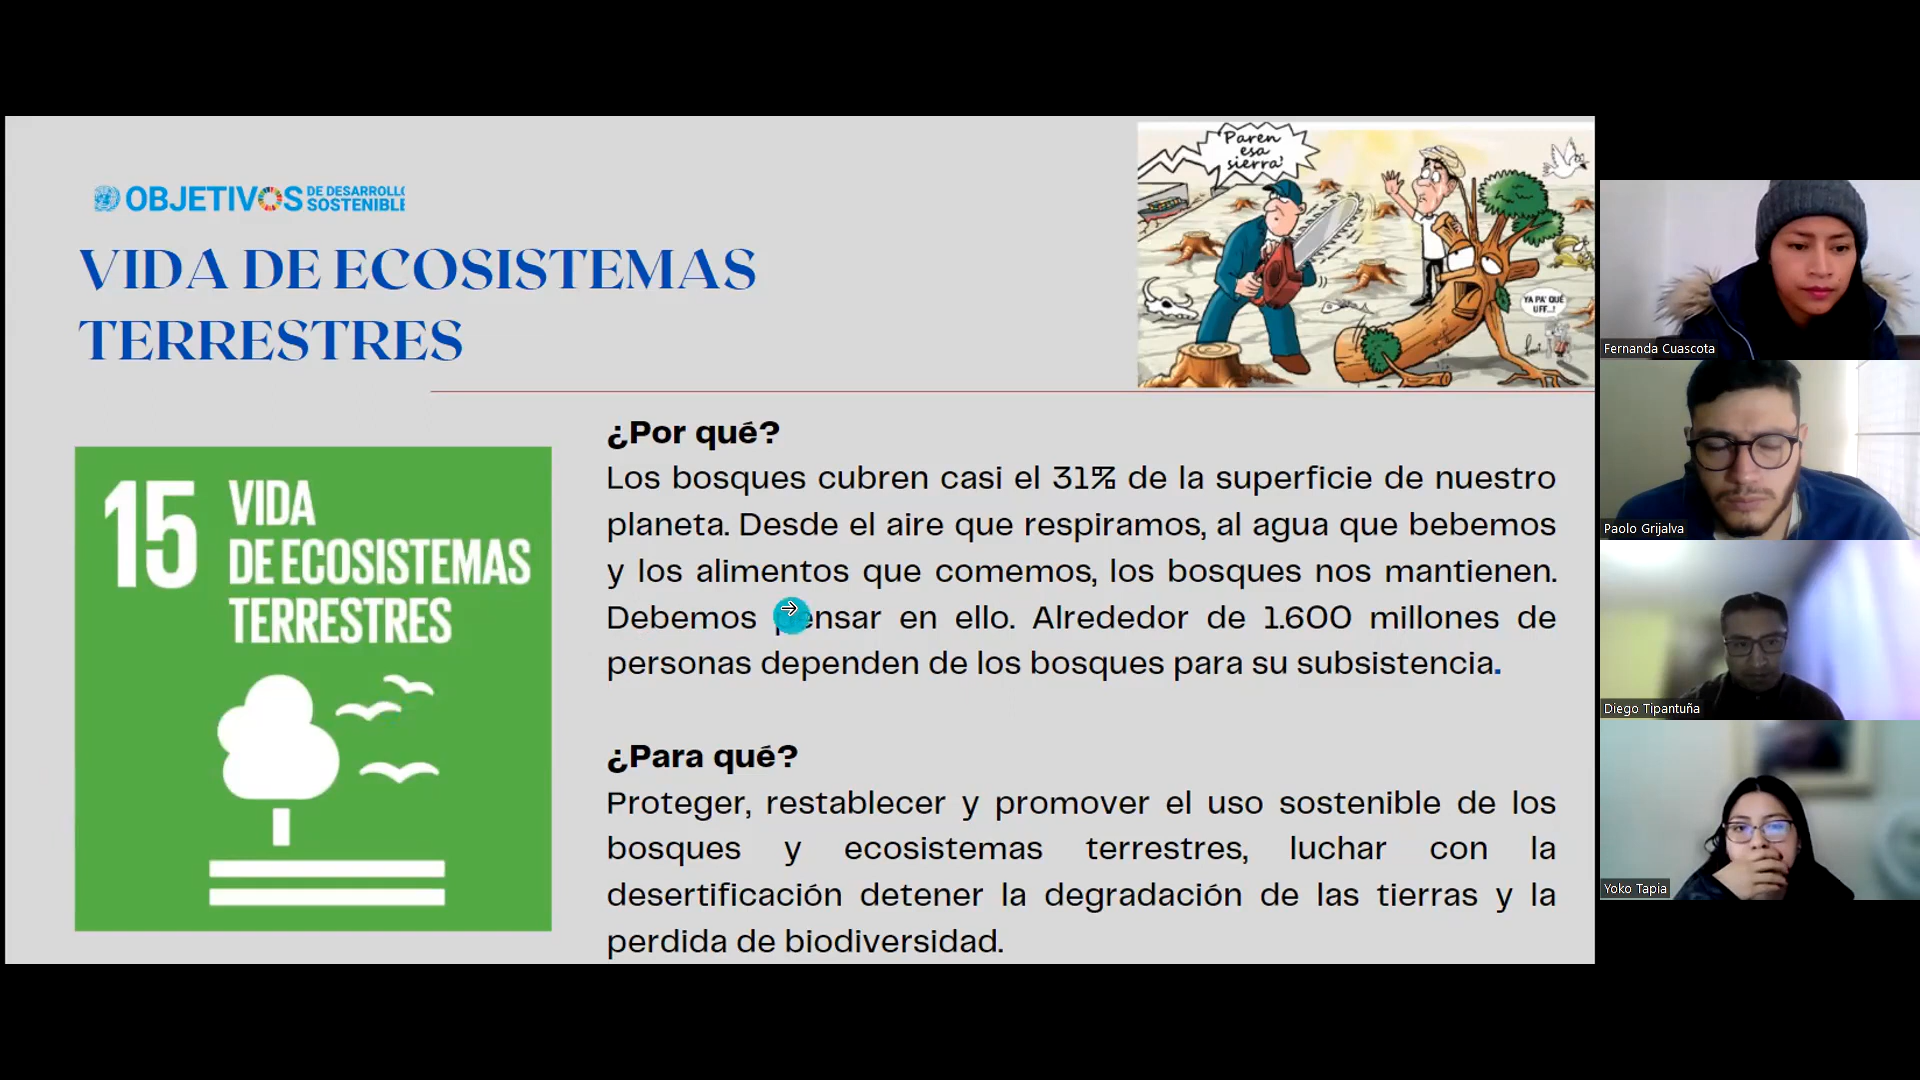 Paren
esa
sierra'
OBJETIVOS DE DESARROLLO
SOSTENIBLE
VIDA DE ECOSISTEMAS
TERRESTRES
YA PA' QUÉ
UFF...!
¿Por qué?
Los bosques cubren casi el 31% de la superficie de nuestro
planeta. Desde el aire que respiramos, al agua que bebemos
y los alimentos que comemos, los bosques nos mantienen.
Debemos pensar en ello. Alrededor de 1.600 millones de
personas dependen de los bosques para su subsistencia.
15 VIDA
DE ECOSISTEMAS
TERRESTRES
¿Para qué?
Proteger, restablecer y promover el uso sostenible de los
bosques y ecosistemas terrestres, luchar con la
desertificación detener la degradación de las tierras y la
perdida de biodiversidad.
Fernanda Cuascota
Paolo Grijalva
Diego Tipantuña
Yoko Tapia